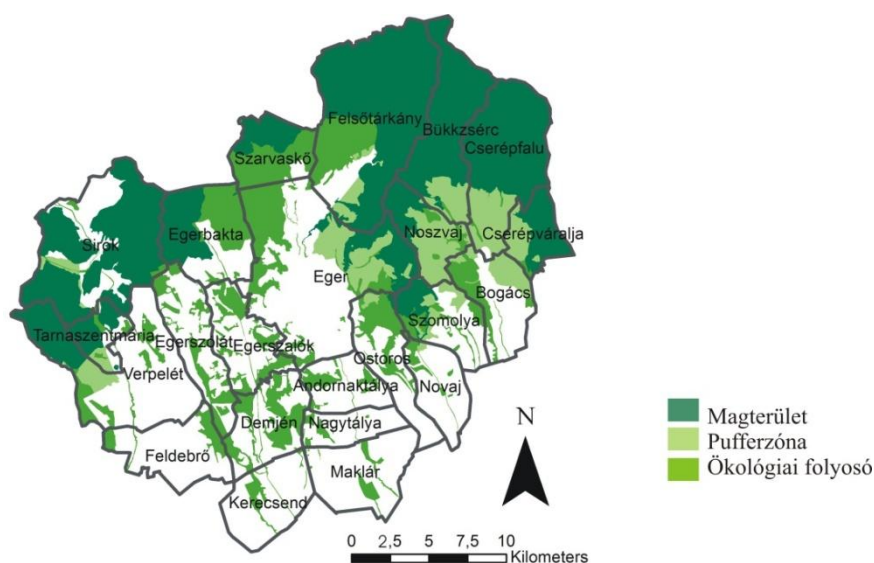 Felsőtárkány
Bükkzsérc
Cserépfalu
Szarvaskő
Noszvaj
Cserépváralja
Sirok
Egerbakta
Eger
Bogács
Szomolya
Tarnaszentmária
Egerszólát
Egerszalók
Ostoros
Verpelét
Andornaktálya
Novaj
Demjén
Nagytálya
Feldebrő
Maklár
Kerecsend
N
Magterület
Pufferzóna
Ökológiai folyosó
0 2,5 5 7,5 10
Kilometers